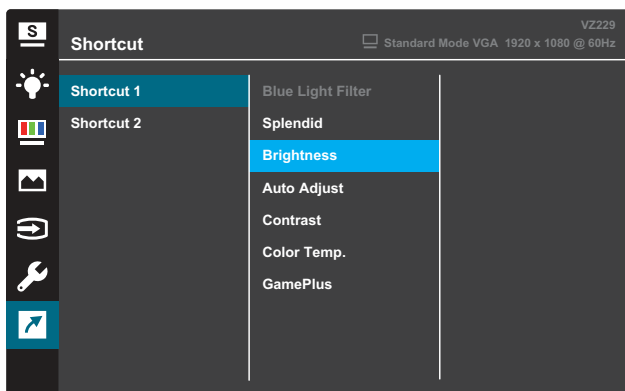 S
VZ229
Shortcut
Standard Mode VGA 1920 x 1080 @ 60Hz
Shortcut 1
Shortcut 2
Blue Light Filter
Splendid
Brightness
Auto Adjust
Contrast
Color Temp.
GamePlus